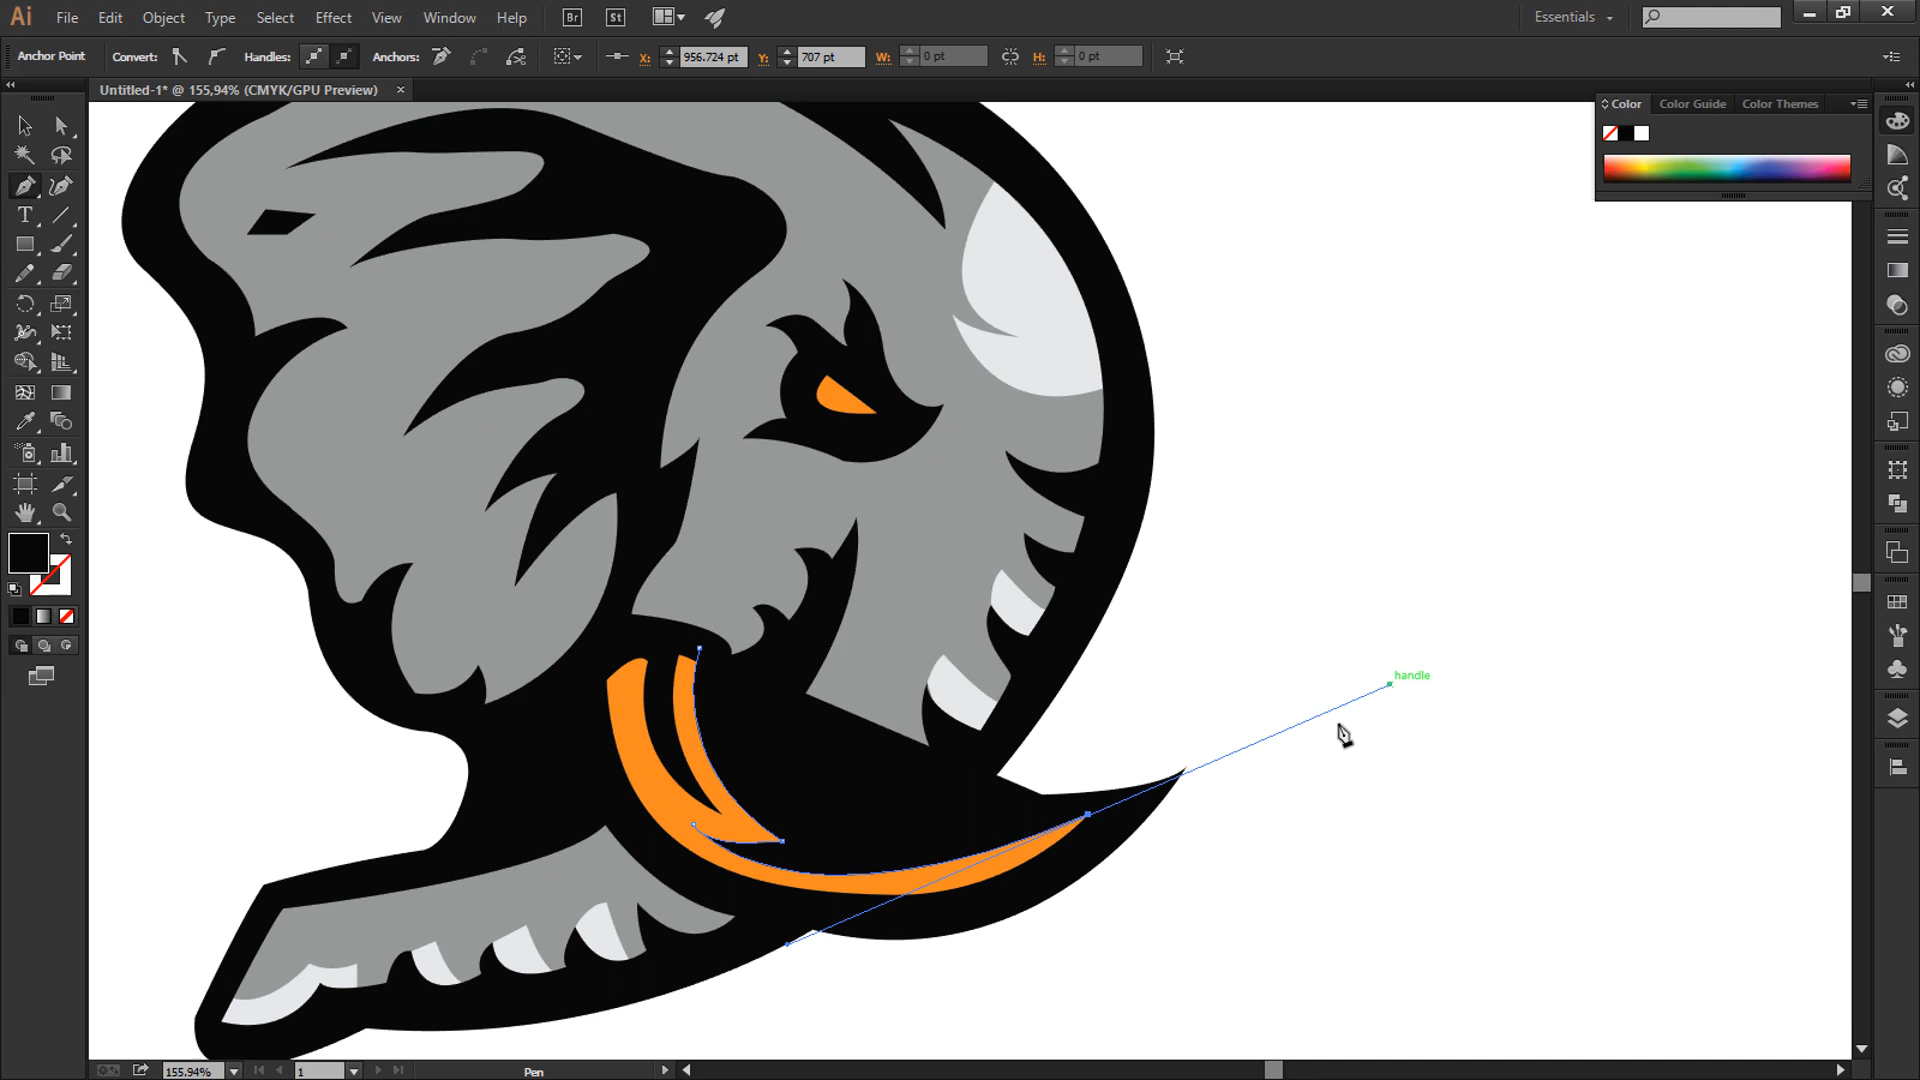 Ai File Edit Object Type Select Effect View Window Help Br St Essentials
Anchor Point Convert: Handles: Anchors: X: 956.724 pt Y: 707 pt W: 0 pt H: 0 pt
Untitled-1* @ 155,94% (CMYK/GPU Preview) ×
Color Color Guide Color Themes
T
handle
155.94% 1 Pen